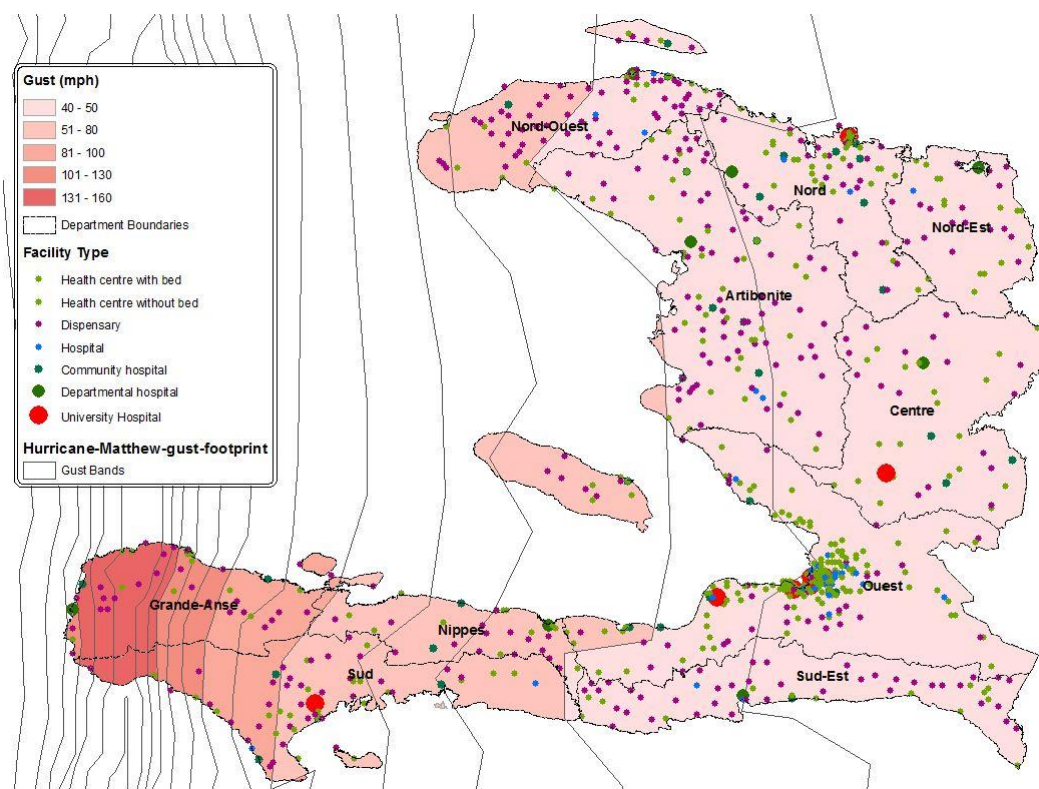 Gust (mph)
40 - 50
51 - 80
81 - 100
101 - 130
131 - 160
Department Boundaries
Facility Type
Health centre with bed
Health centre without bed
Dispensary
Hospital
Community hospital
Departmental hospital
University Hospital
Hurricane-Matthew-gust-footprint
Gust Bands
Nord-Ouest
Nord
Nord-Est
Artibonite
Centre
Ouest
Grande-Anse
Nippes
Sud
Sud-Est